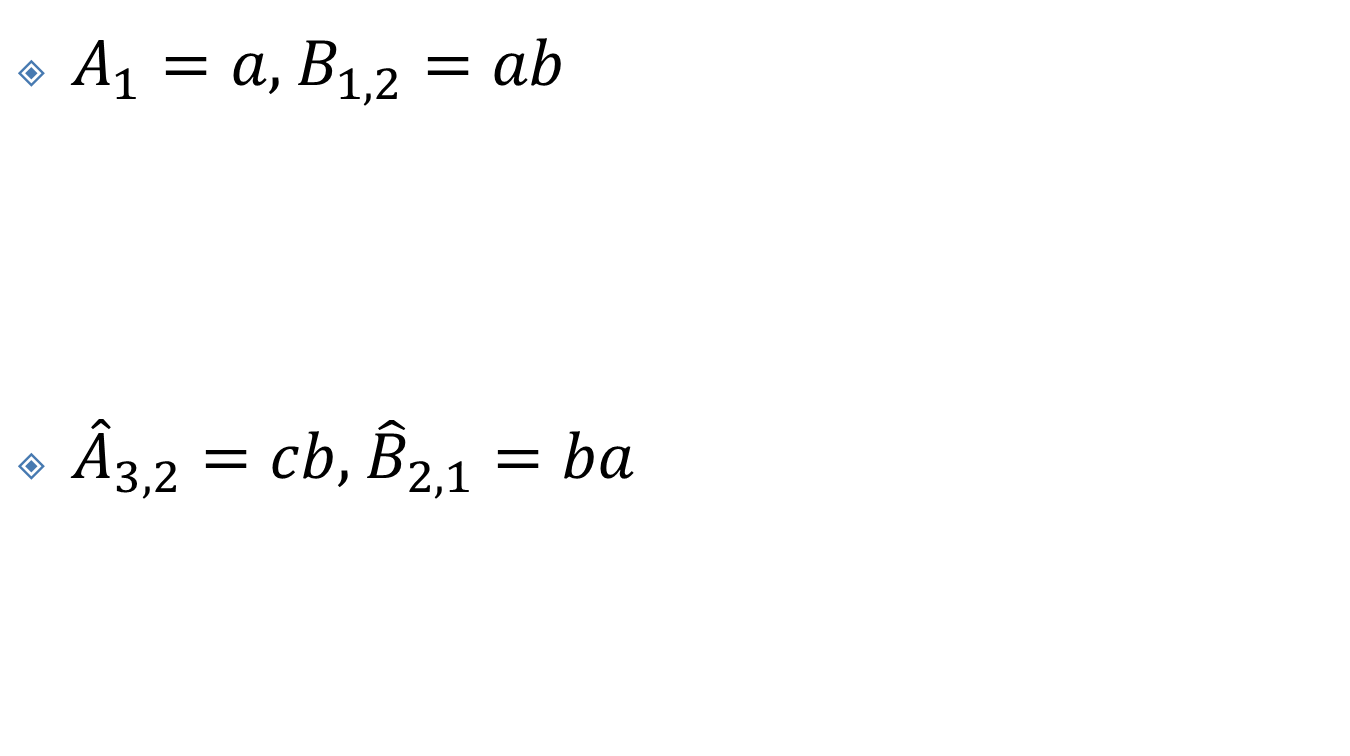 𝐴₁ = 𝑎, 𝐵₁,₂ = 𝑎𝑏
𝐴̂₃,₂ = 𝑐𝑏, 𝐵̂₂,₁ = 𝑏𝑎